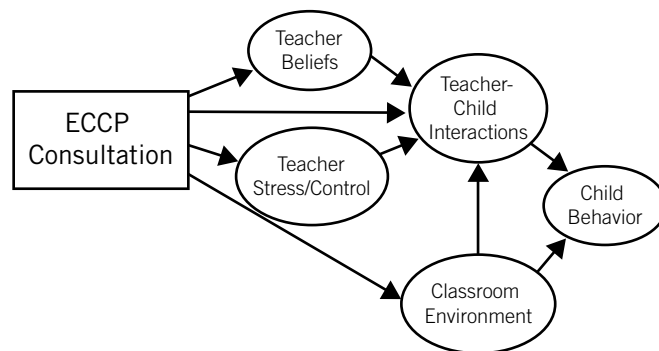 Teacher
Beliefs
Teacher-
Child
Interactions
ECCP
Consultation
Teacher
Stress/Control
Child
Behavior
Classroom
Environment